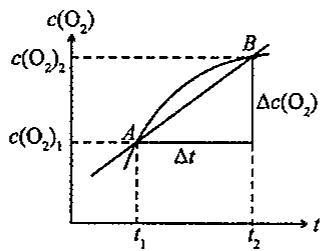 c(O₂)
B
c(O₂)₂
Δc(O₂)
A
c(O₂)₁
Δt
t₁
t₂
t